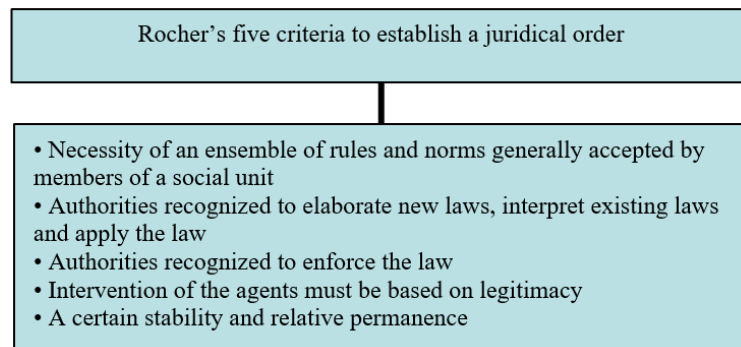 Rocher’s five criteria to establish a juridical order
• Necessity of an ensemble of rules and norms generally accepted by
members of a social unit
• Authorities recognized to elaborate new laws, interpret existing laws
and apply the law
• Authorities recognized to enforce the law
• Intervention of the agents must be based on legitimacy
• A certain stability and relative permanence